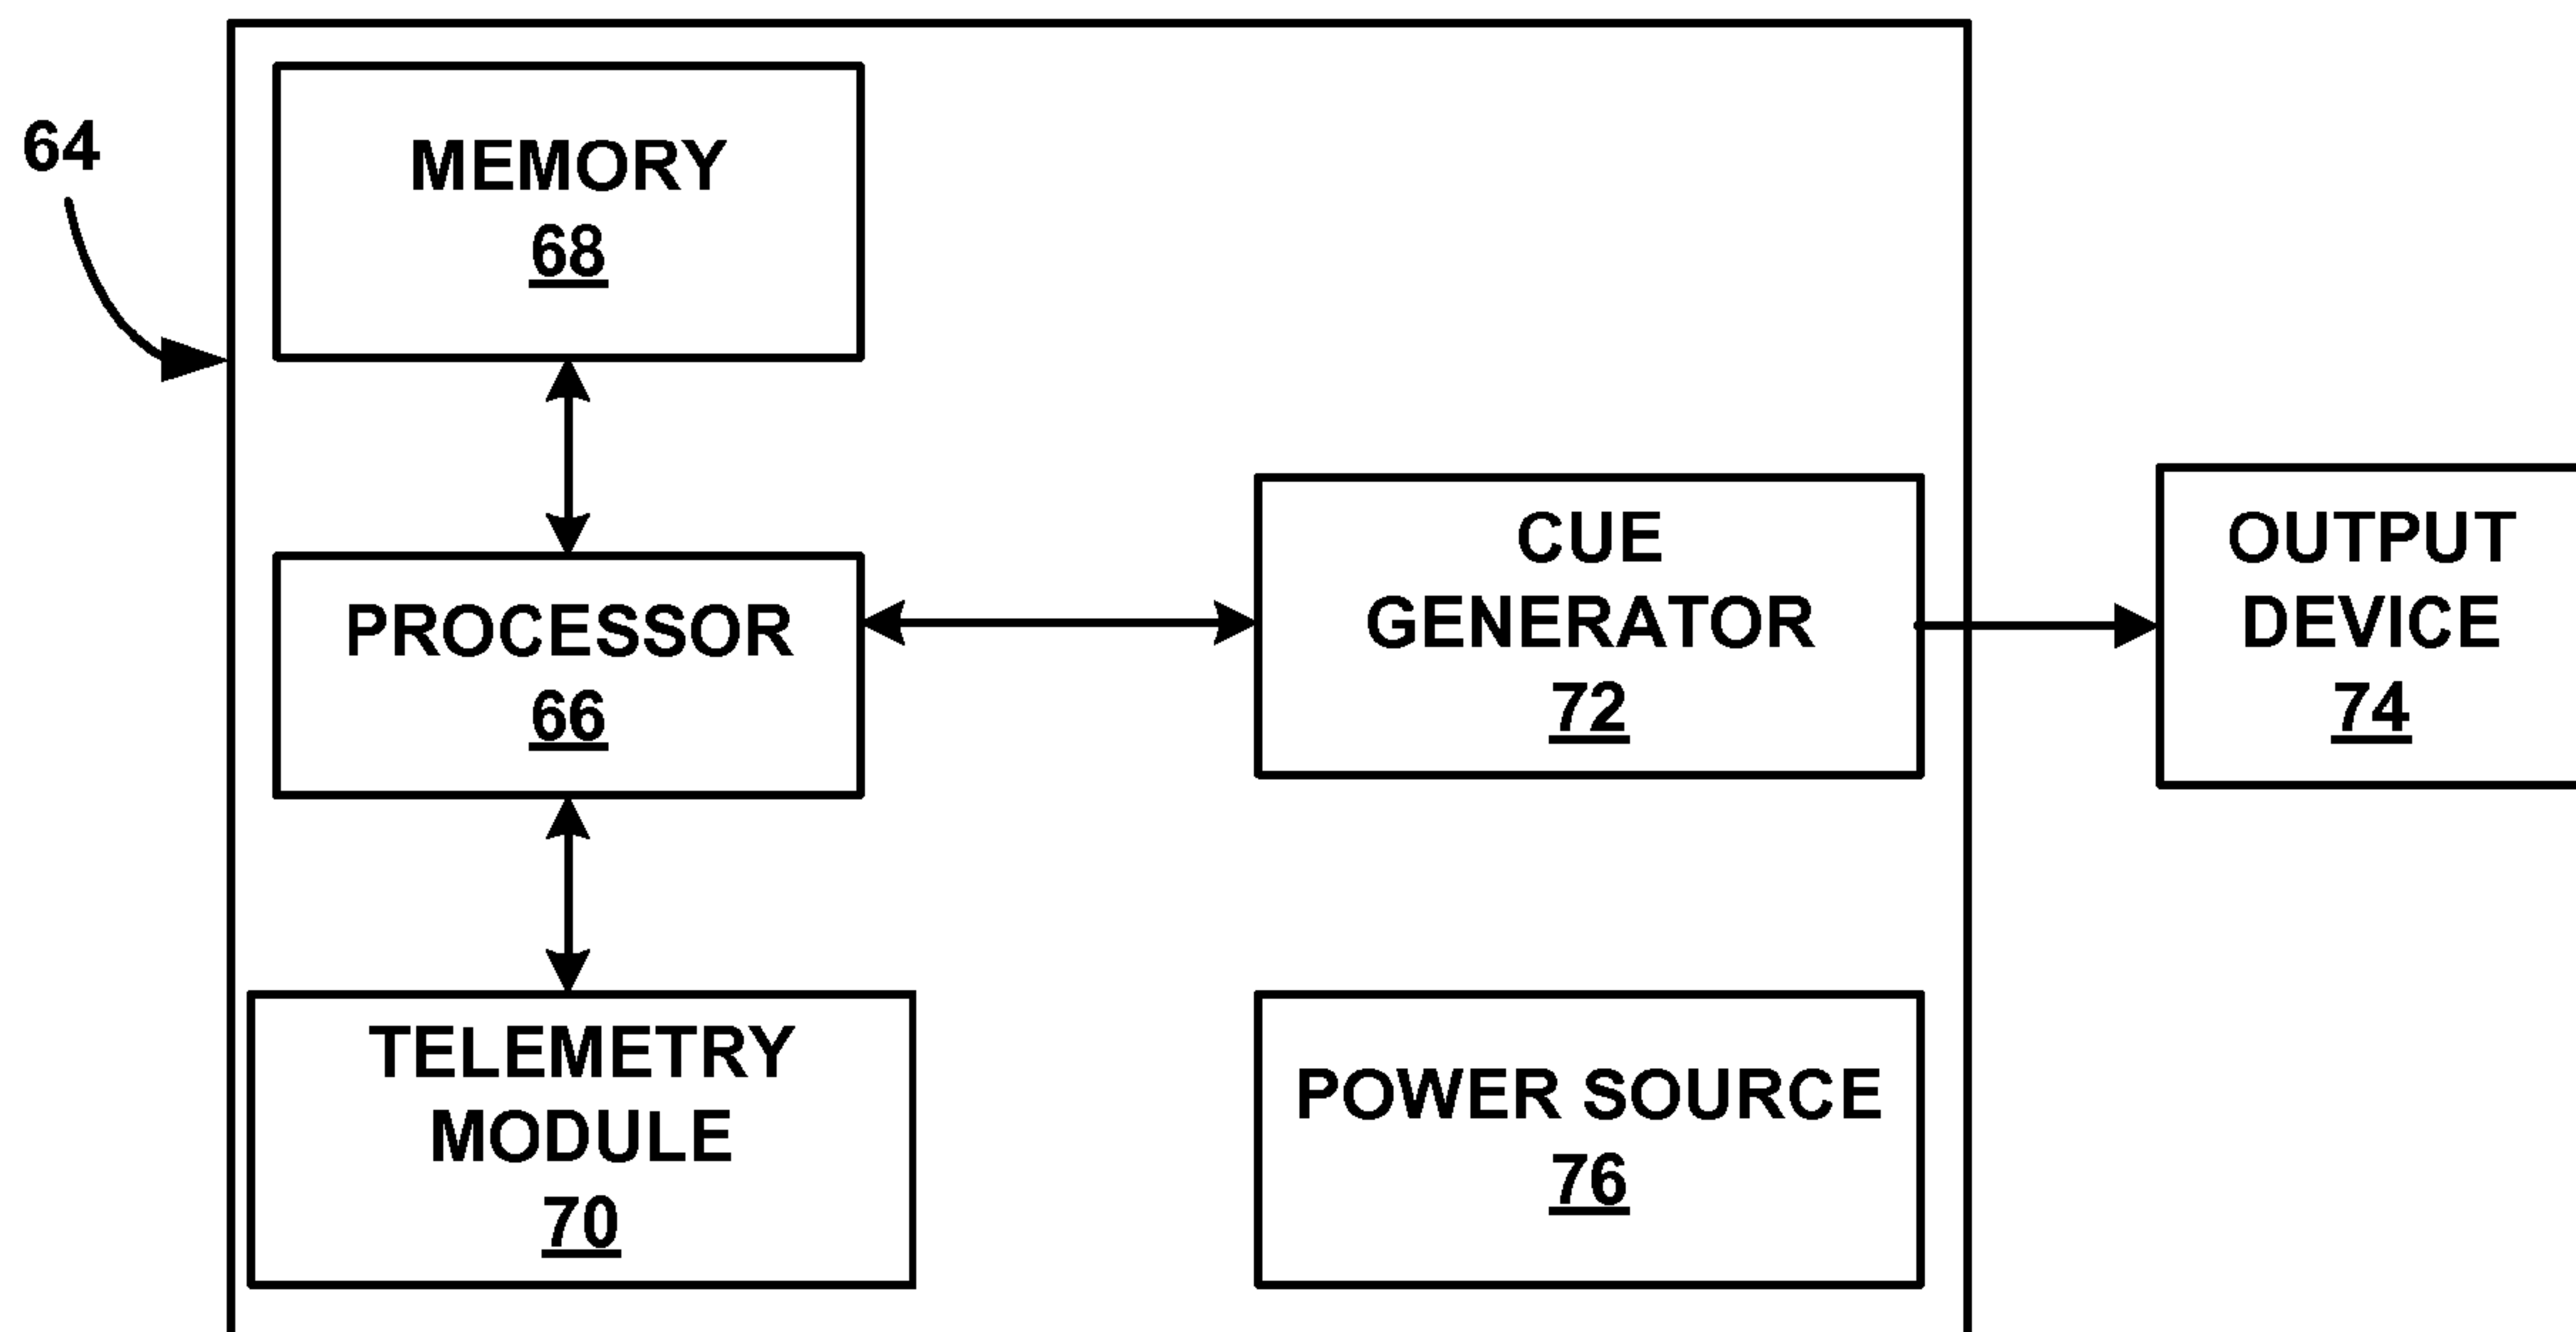 64
MEMORY
68
PROCESSOR
66
CUE
GENERATOR
72
OUTPUT
DEVICE
74
TELEMETRY
MODULE
70
POWER SOURCE
76